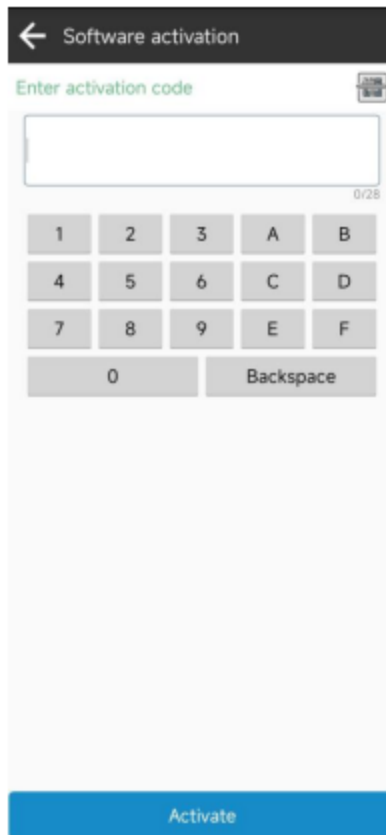 Software activation
Enter activation code
0/28
1 2 3 A B
4 5 6 C D
7 8 9 E F
0 Backspace
Activate